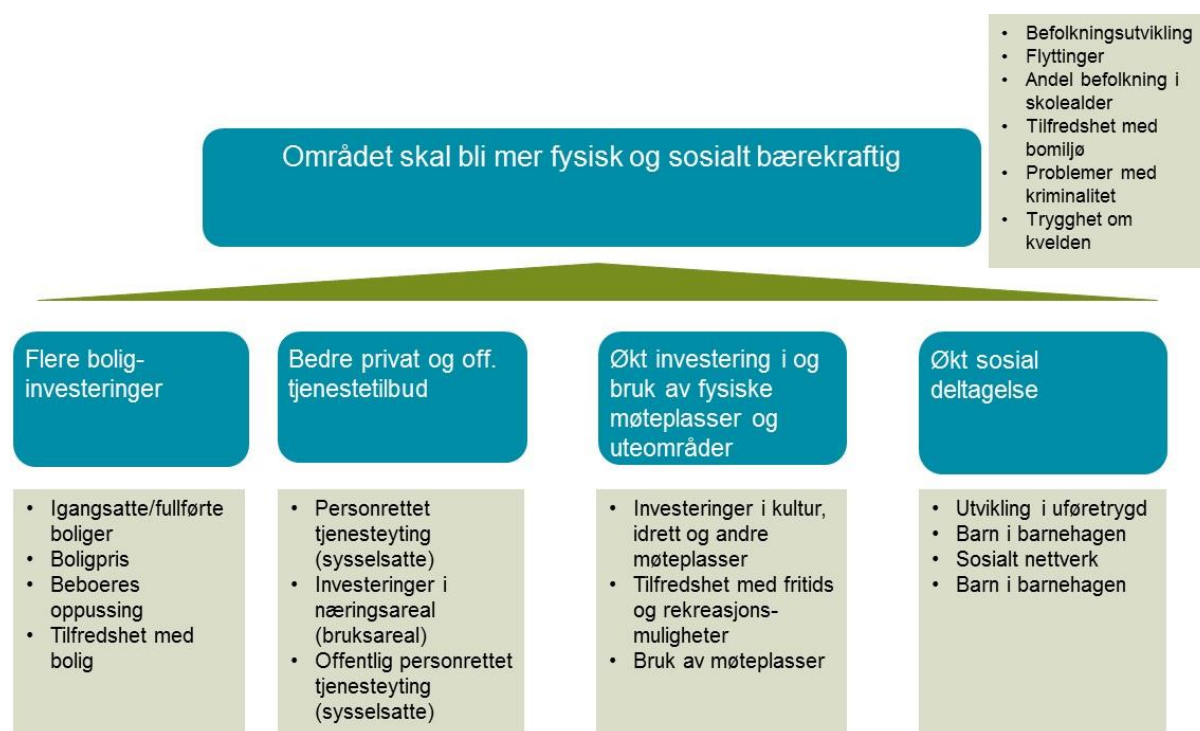 • Befolkningsutvikling
• Flyttinger
• Andel befolkning i
skolealder
• Tilfredshet med
bomiljø
• Problemer med
kriminalitet
• Trygghet om
kvelden
Området skal bli mer fysisk og sosialt bærekraftig
Flere bolig-
investeringer
• Igangsatte/fullførte
boliger
• Boligpris
• Beboeres
oppussing
• Tilfredshet med
bolig
Bedre privat og off.
tjenestetilbud
• Personrettet
tjenesteyting
(sysselsatte)
• Investeringer i
næringsareal
(bruksareal)
• Offentlig personrettet
tjenesteyting
(sysselsatte)
Økt investering i og
bruk av fysiske
møteplasser og
uteområder
• Investeringer i kultur,
idrett og andre
møteplasser
• Tilfredshet med fritids
og rekreasjons-
muligheter
• Bruk av møteplasser
Økt sosial
deltagelse
• Utvikling i uføretrygd
• Barn i barnehagen
• Sosialt nettverk
• Barn i barnehagen